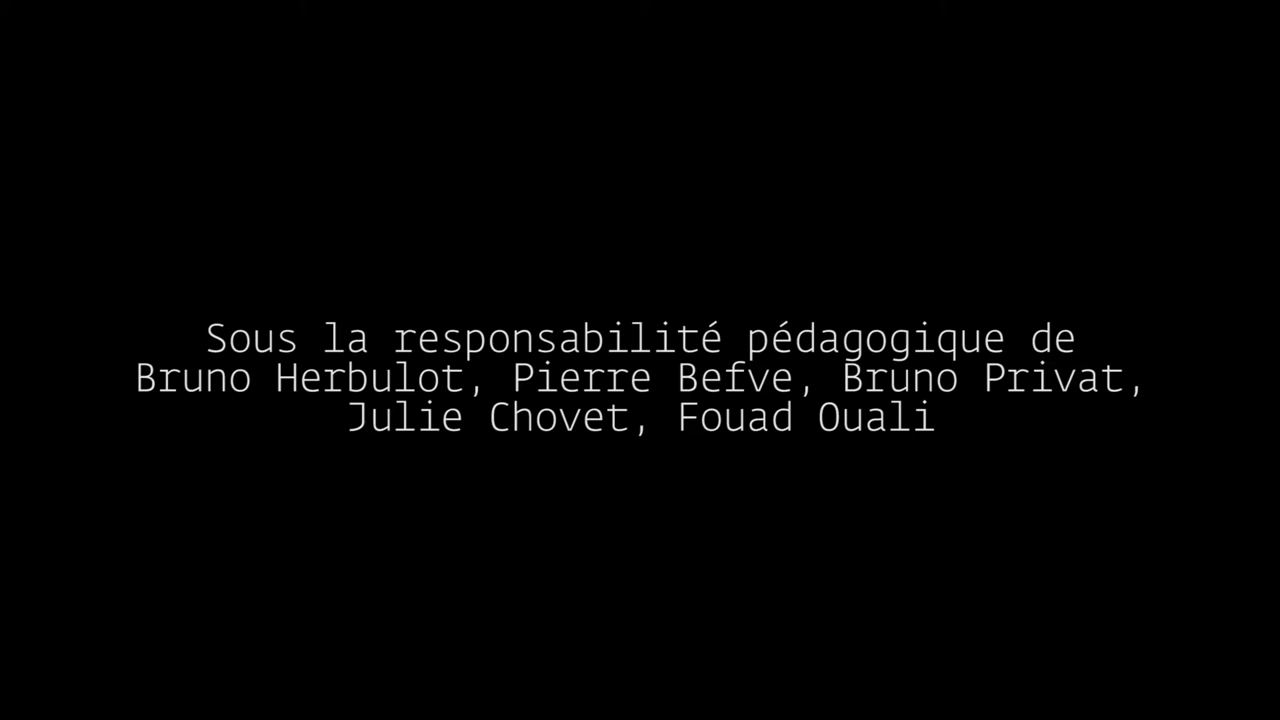 Sous la responsabilité pédagogique de
Bruno Herbulot, Pierre Befve, Bruno Privat,
Julie Chovet, Fouad Ouali